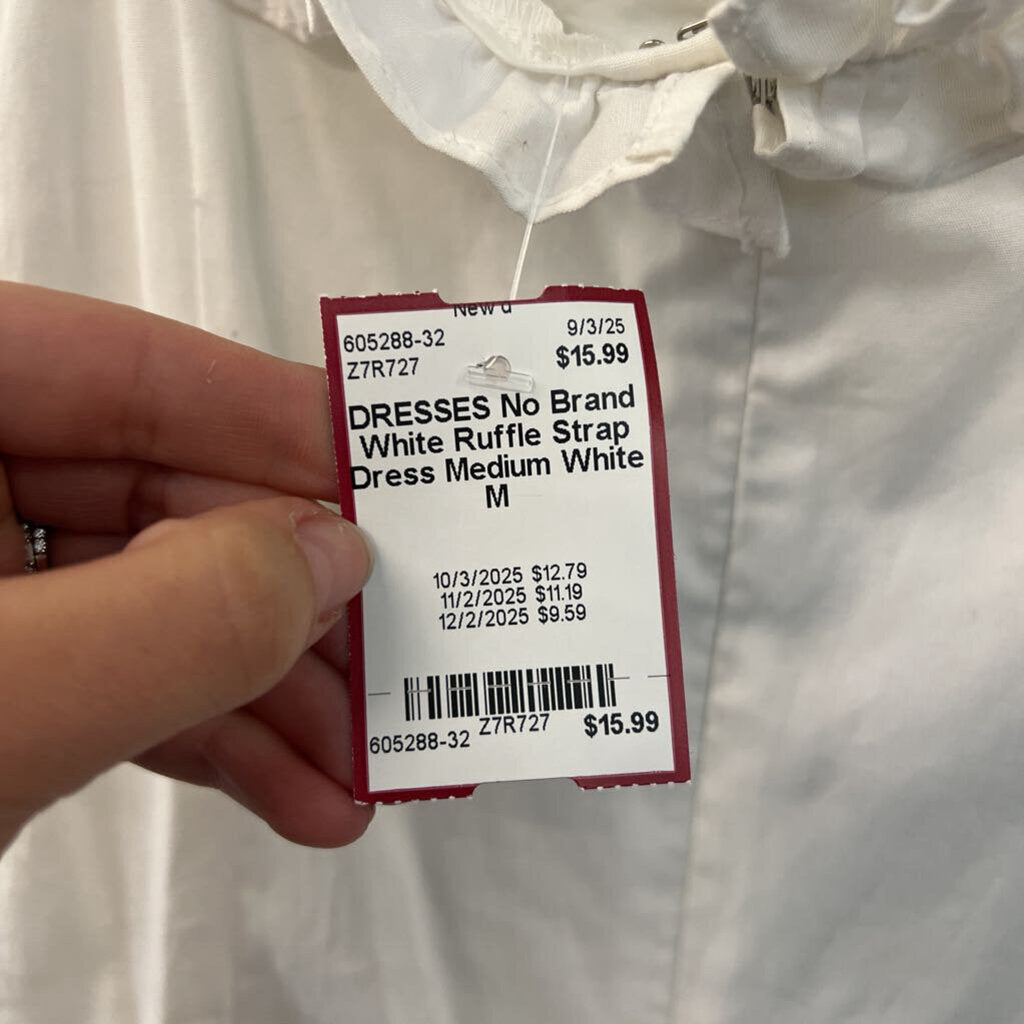 605288-32
9/3/25
Z7R727
$15.99
DRESSES No Brand
White Ruffle Strap
Dress Medium White
M
10/3/2025 $12.79
11/2/2025 $11.19
12/2/2025 $9.59
605288-32 Z7R727 $15.99